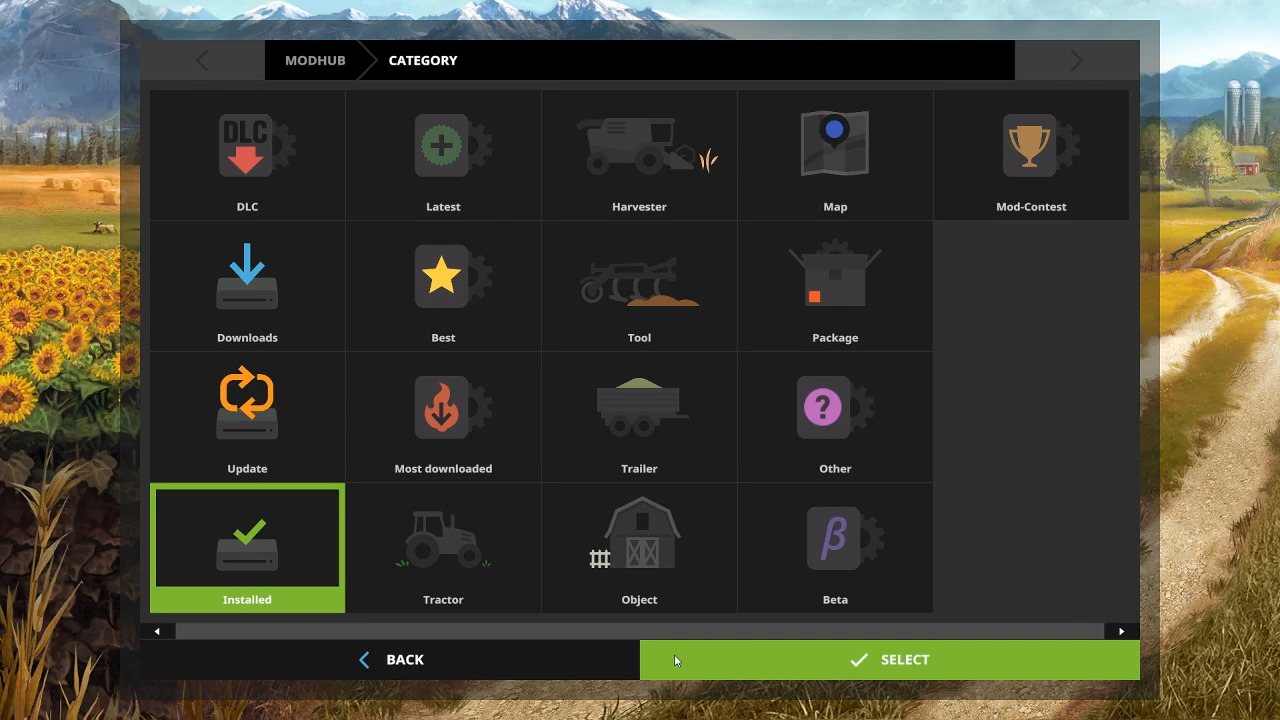 MODHUB CATEGORY
DLC
DLC Latest Harvester Map Mod-Contest
Downloads Best Tool Package
?
Update Most downloaded Trailer Other
β
Installed Tractor Object Beta
BACK SELECT